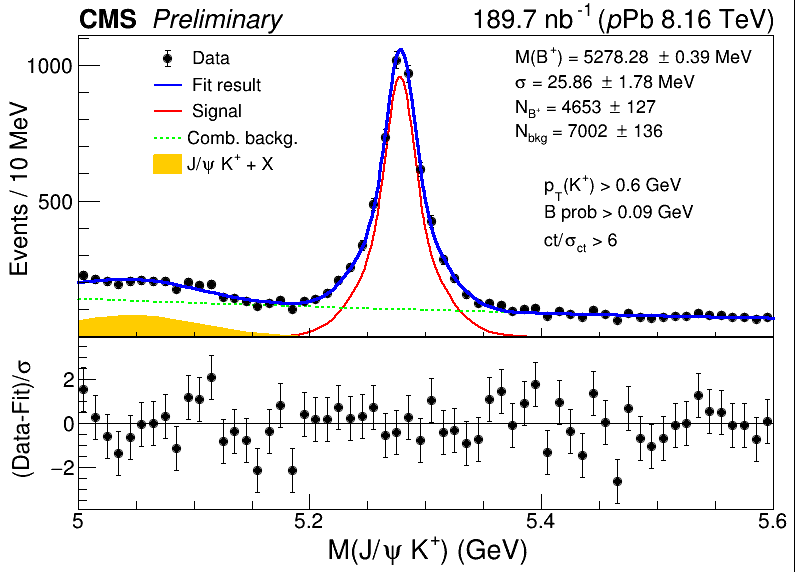 CMS Preliminary 189.7 nb⁻¹ (pPb 8.16 TeV)
Events / 10 MeV
1000
500
Data
Fit result
Signal
Comb. backg.
J/ψ K⁺ + X
M(B⁺) = 5278.28 ± 0.39 MeV
σ = 25.86 ± 1.78 MeV
N_B⁺ = 4653 ± 127
N_bkg = 7002 ± 136
p_T(K⁺) > 0.6 GeV
B prob > 0.09 GeV
ct/σ_ct > 6
(Data-Fit)/σ
2
0
−2
5 5.2 5.4 5.6
M(J/ψ K⁺) (GeV)